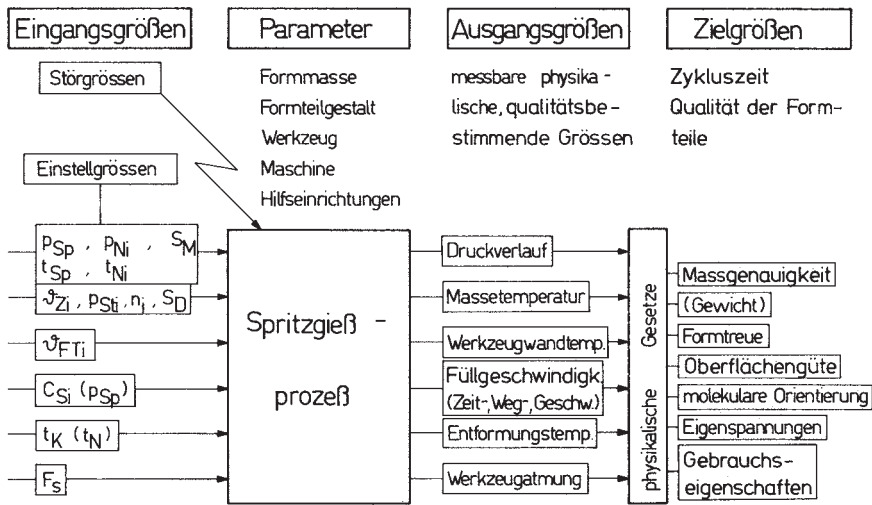 Eingangsgrößen
Parameter
Ausgangsgrößen
Zielgrößen
Störgrössen
Einstellgrössen
Formmasse
Formteilgestalt
Werkzeug
Maschine
Hilfseinrichtungen
messbare physika-
lische, qualitätsbe-
stimmende Grössen
Zykluszeit
Qualität der Form-
teile
p_Sp , p_Ni , S_M
t_Sp , t_Ni
ϑ_Zi, p_Sti, n_i, S_D
ϑ_FTi
C_Si (p_Sp)
t_K (t_N)
F_s
Spritzgieß-
prozeß
Druckverlauf
Massetemperatur
Werkzeugwandtemp.
Füllgeschwindigk.
(Zeit-, Weg-, Geschw.)
Entformungstemp.
Werkzeugatmung
physikalische Gesetze
Massgenauigkeit
(Gewicht)
Formtreue
Oberflächengüte
molekulare Orientierung
Eigenspannungen
Gebrauchs-
eigenschaften